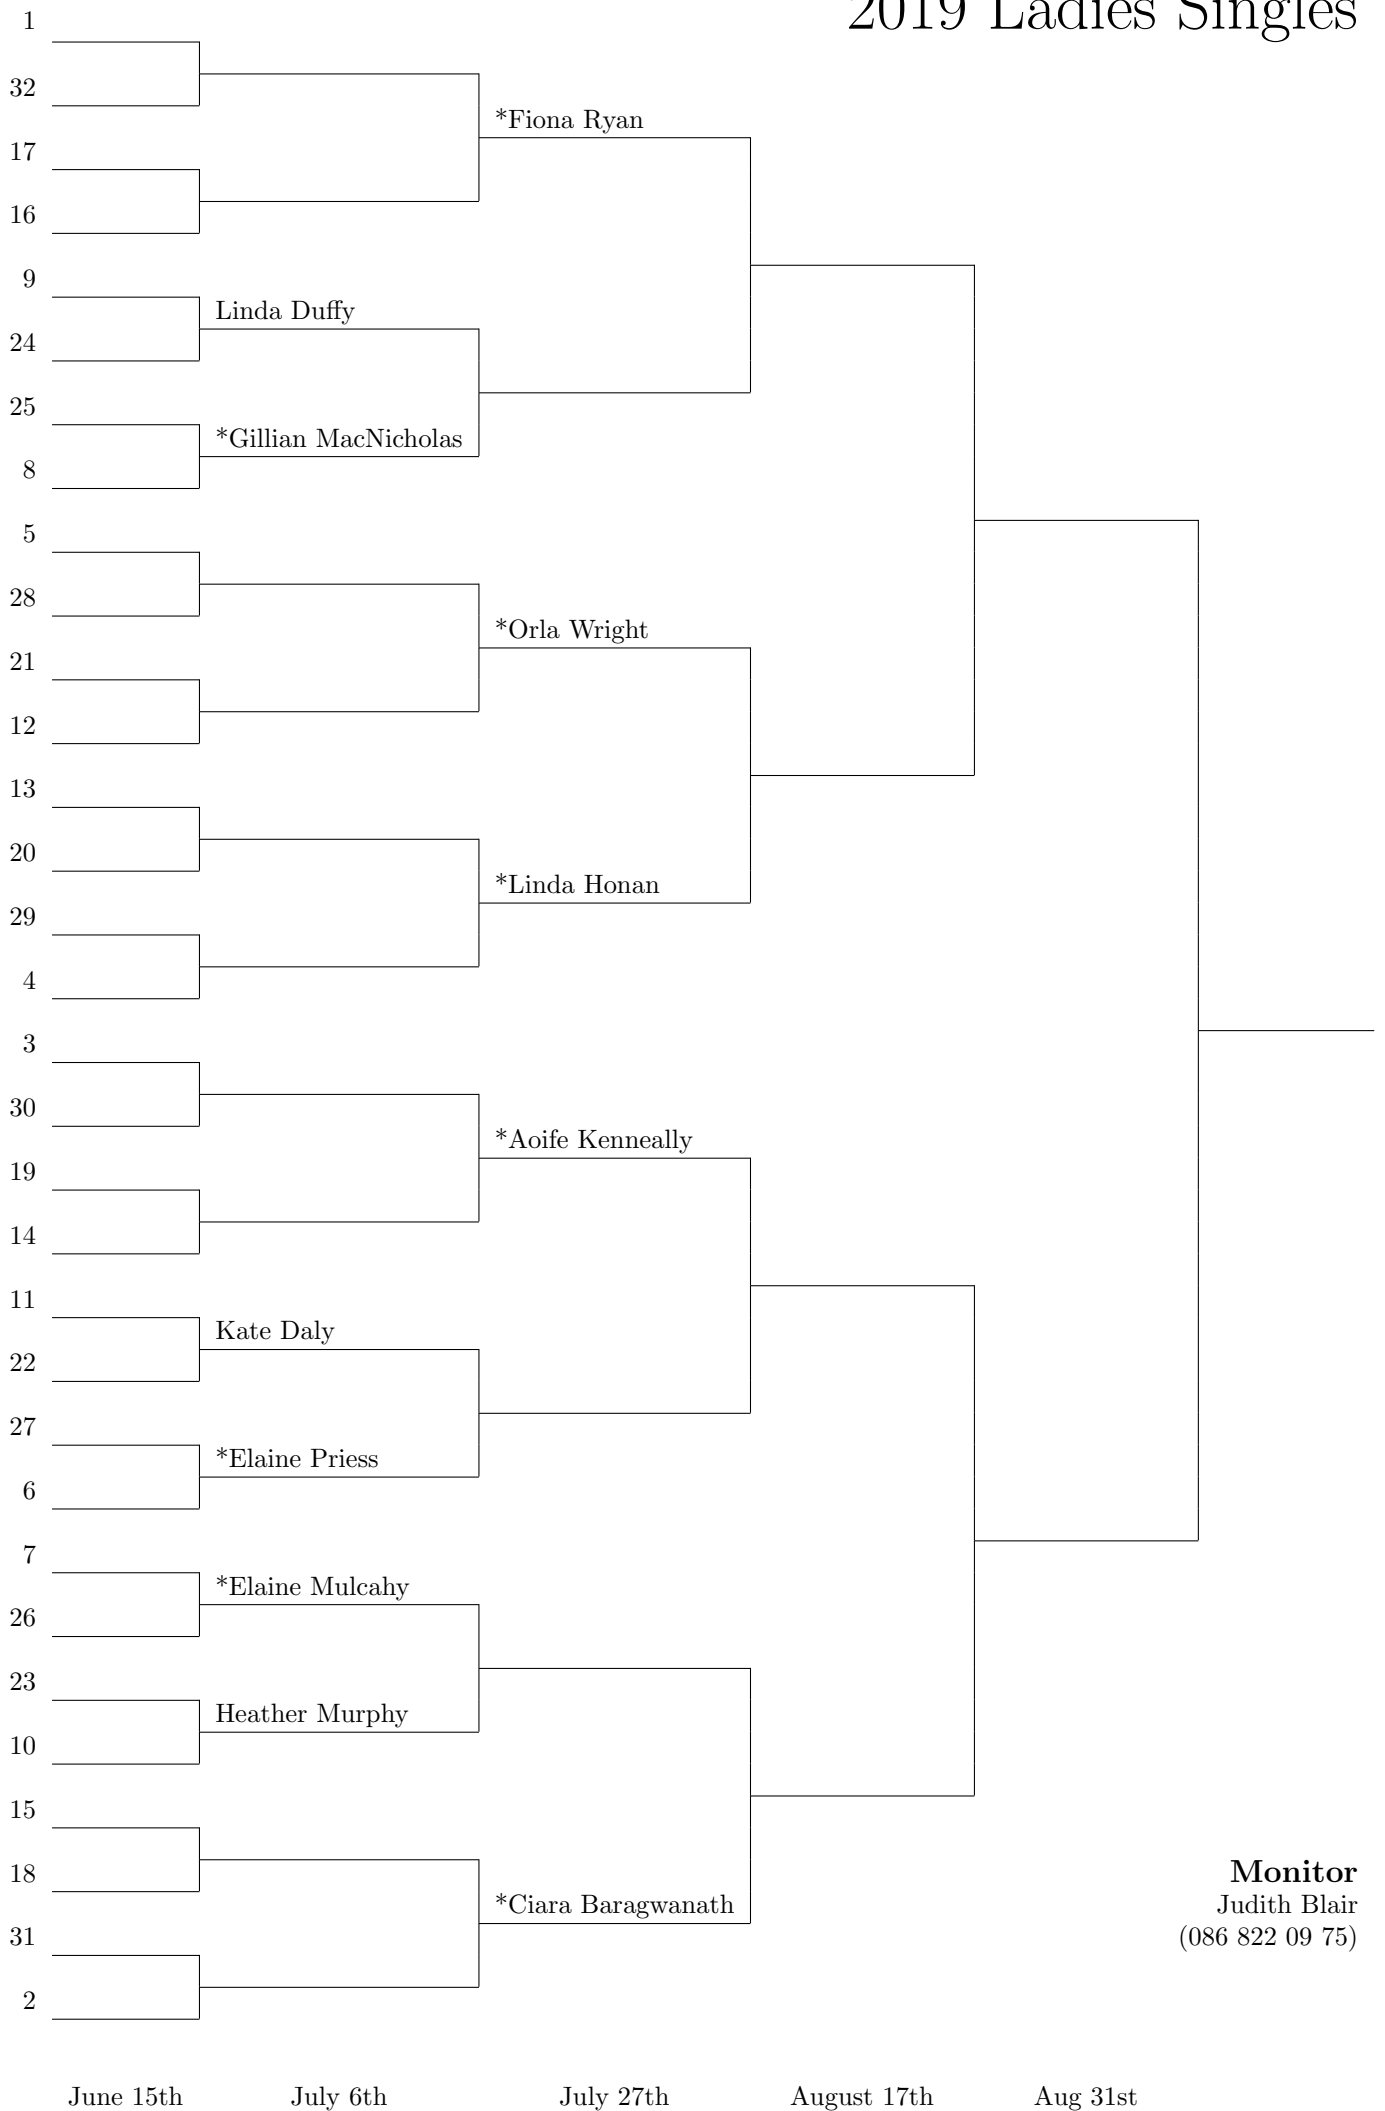 2019 Ladies Singles
1
32
*Fiona Ryan
17
16
9
Linda Duffy
24
25
*Gillian MacNicholas
8
5
28
*Orla Wright
21
12
13
20
*Linda Honan
29
4
3
30
*Aoife Kenneally
19
14
11
Kate Daly
22
27
*Elaine Priess
6
7
*Elaine Mulcahy
26
23
Heather Murphy
10
15
18
*Ciara Baragwanath
31
2
Monitor
Judith Blair
(086 822 09 75)
June 15th July 6th July 27th August 17th Aug 31st